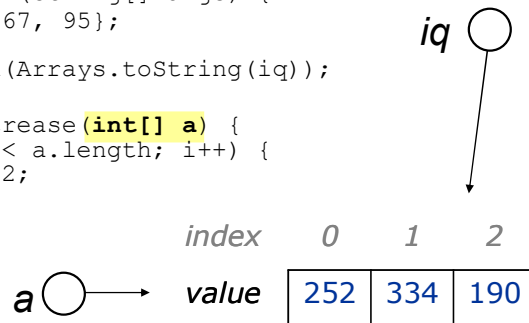 67, 95};
iq
(Arrays.toString(iq));
rease(int[] a) {
< a.length; i++) {
2;
index 0 1 2
a value 252 334 190